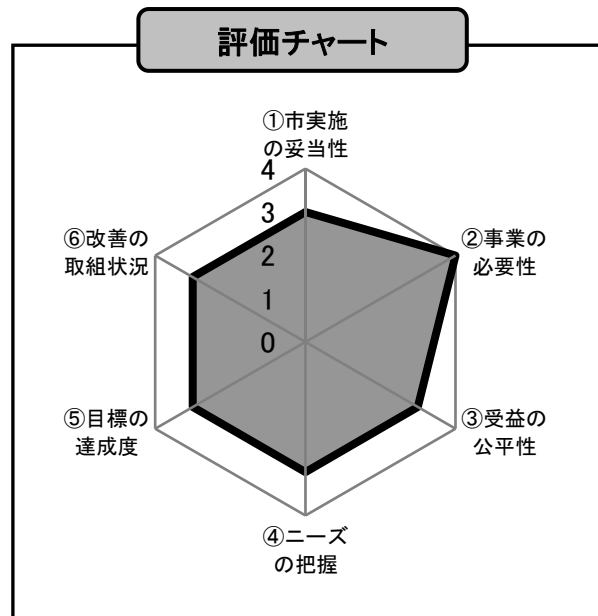 評価チャート
①市実施
の妥当性
4
3
2
1
0
②事業の
必要性
③受益の
公平性
④ニーズ
の把握
⑤目標の
達成度
⑥改善の
取組状況